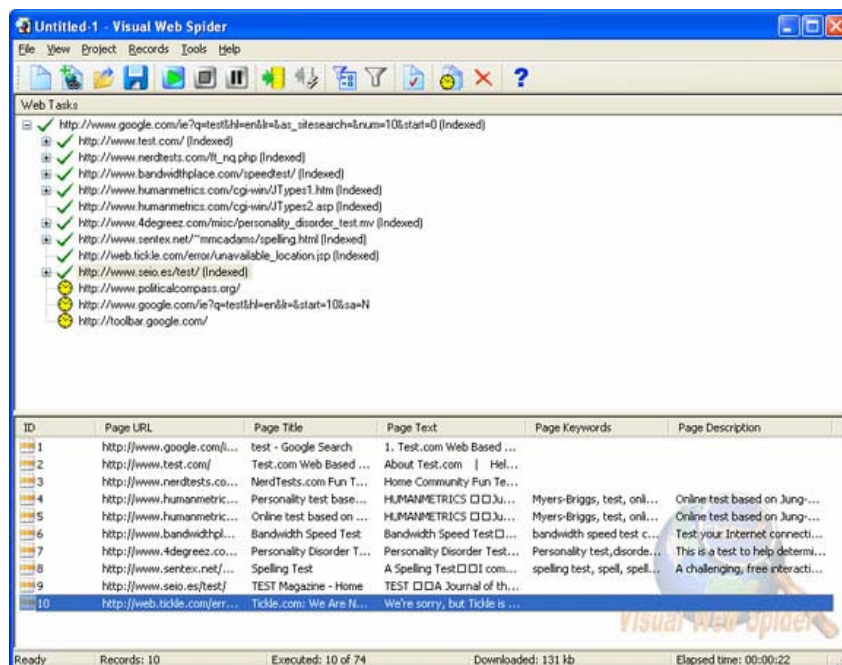 Untitled-1 - Visual Web Spider
File View Project Records Tools Help
Web Tasks
http://www.google.com/ie?q=test&hl=en&lr=&as_sitesearch=&num=10&start=0 (Indexed)
http://www.test.com/ (Indexed)
http://www.nerdtests.com/ft_nq.php (Indexed)
http://www.bandwidthplace.com/speedtest/ (Indexed)
http://www.humanmetrics.com/cgi-win/JTypes1.htm (Indexed)
http://www.humanmetrics.com/cgi-win/JTypes2.asp (Indexed)
http://www.4degreez.com/misc/personality_disorder_test.mv (Indexed)
http://www.sentex.net/~mmcadams/spelling.html (Indexed)
http://web.tickle.com/error/unavailable_location.jsp (Indexed)
http://www.seio.es/test/ (Indexed)
http://www.politicalcompass.org/
http://www.google.com/ie?q=test&hl=en&lr=&start=10&sa=N
http://toolbar.google.com/
ID Page URL Page Title Page Text Page Keywords Page Description
1 http://www.google.com/i... test - Google Search 1. Test.com Web Based ...
2 http://www.test.com/ Test.com Web Based ... About Test.com | Hel...
3 http://www.nerdtests.co... NerdTests.com Fun T... Home Community Fun Te...
4 http://www.humanmetric... Personality test base... HUMANMETRICS □□Ju... Myers-Briggs, test, onli... Online test based on Jung-...
5 http://www.humanmetric... Online test based on ... HUMANMETRICS □□Ju... Myers-Briggs, test, onli... Online test based on Jung-...
6 http://www.bandwidthpl... Bandwidth Speed Test Bandwidth Speed Test□... bandwidth speed test c... Test your Internet connecti...
7 http://www.4degreez.co... Personality Disorder T... Personality Disorder Test... Personality test,disorde... This is a test to help determi...
8 http://www.sentex.net/... Spelling Test A Spelling Test□□I com... spelling test, spell, spell... A challenging, free interacti...
9 http://www.seio.es/test/ TEST Magazine - Home TEST □□A Journal of th...
10 http://web.tickle.com/err... Tickle.com: We Are N... We're sorry, but Tickle is ...
Visual Web Spider
Ready Records: 10 Executed: 10 of 74 Downloaded: 131 kb Elapsed time: 00:00:22